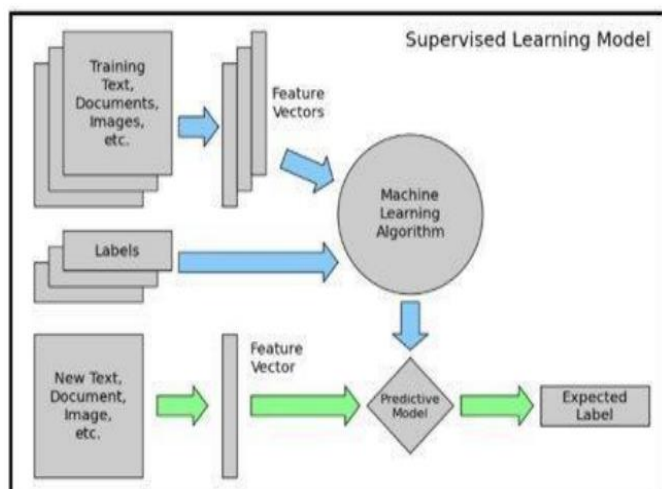 Supervised Learning Model
Training
Text,
Documents,
Images,
etc.
Feature
Vectors
Machine
Learning
Algorithm
Labels
New Text,
Document,
Image,
etc.
Feature
Vector
Predictive
Model
Expected
Label